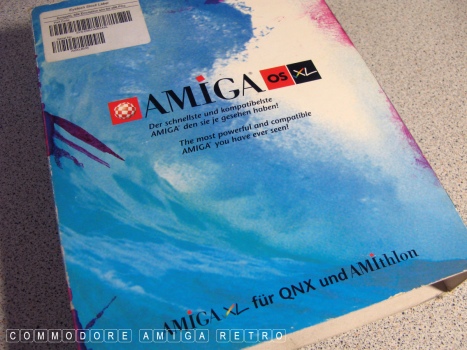 AMIGA OS XL
Der schnellste und kompatibelste
AMIGA® den sie je gesehen haben!
The most powerful and compatible
AMIGA® you have ever seen!
AMIGA XL für QNX und AMIthlon
COMMODORE AMIGA RETRO